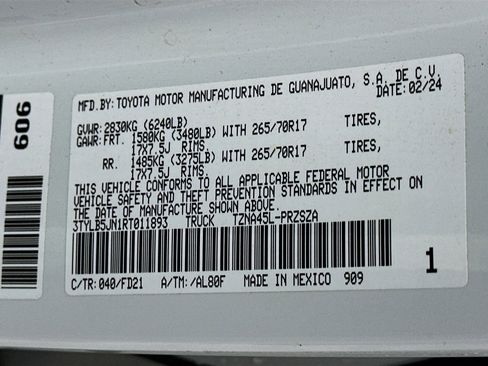 MFD.BY:TOYOTA MOTOR MANUFACTURING DE GUANAJUATO, S.A. DE C.V.
DATE: 02/24
GVWR: 2830KG (6240LB)
GAWR: FRT. 1580KG (3480LB) WITH 265/70R17 TIRES,
17X7.5J RIMS.
RR. 1485KG (3275LB) WITH 265/70R17 TIRES,
17X7.5J RIMS.
THIS VEHICLE CONFORMS TO ALL APPLICABLE FEDERAL MOTOR
VEHICLE SAFETY AND THEFT PREVENTION STANDARDS IN EFFECT ON
THE DATE OF MANUFACTURE SHOWN ABOVE.
3TYLB5JN1RT011893 TRUCK TZNA45L-PRZSZA
C/TR: 040/FD21 A/TM: /AL80F MADE IN MEXICO 909
1
909